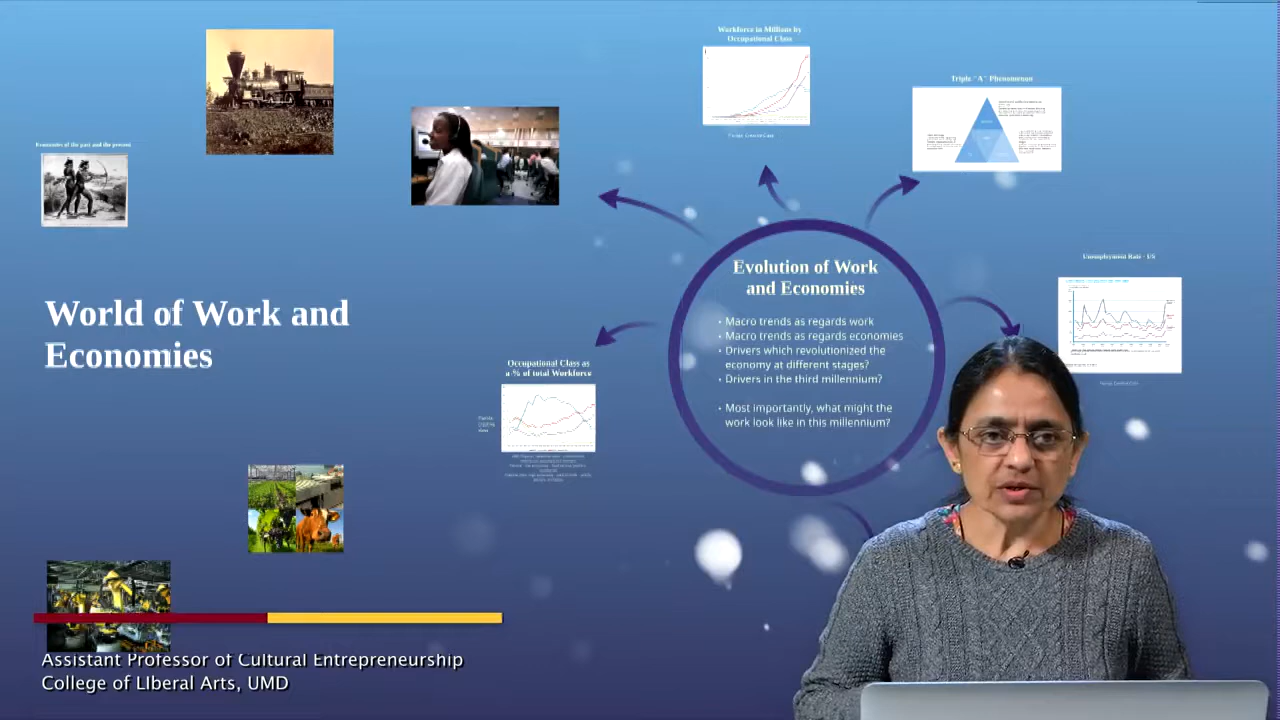 Workforce in Millions by
Occupational Class
Triple "A" Phenomenon
Economies of the past and the present
Evolution of Work
and Economies
Unemployment Rate - US
• Macro trends as regards work
• Macro trends as regards economies
• Drivers which revolutionized the
economy at different stages?
• Drivers in the third millennium?
• Most importantly, what might the
work look like in this millennium?
World of Work and
Economies
Occupational Class as
a % of total Workforce
Assistant Professor of Cultural Entrepreneurship
College of LIberal Arts, UMD